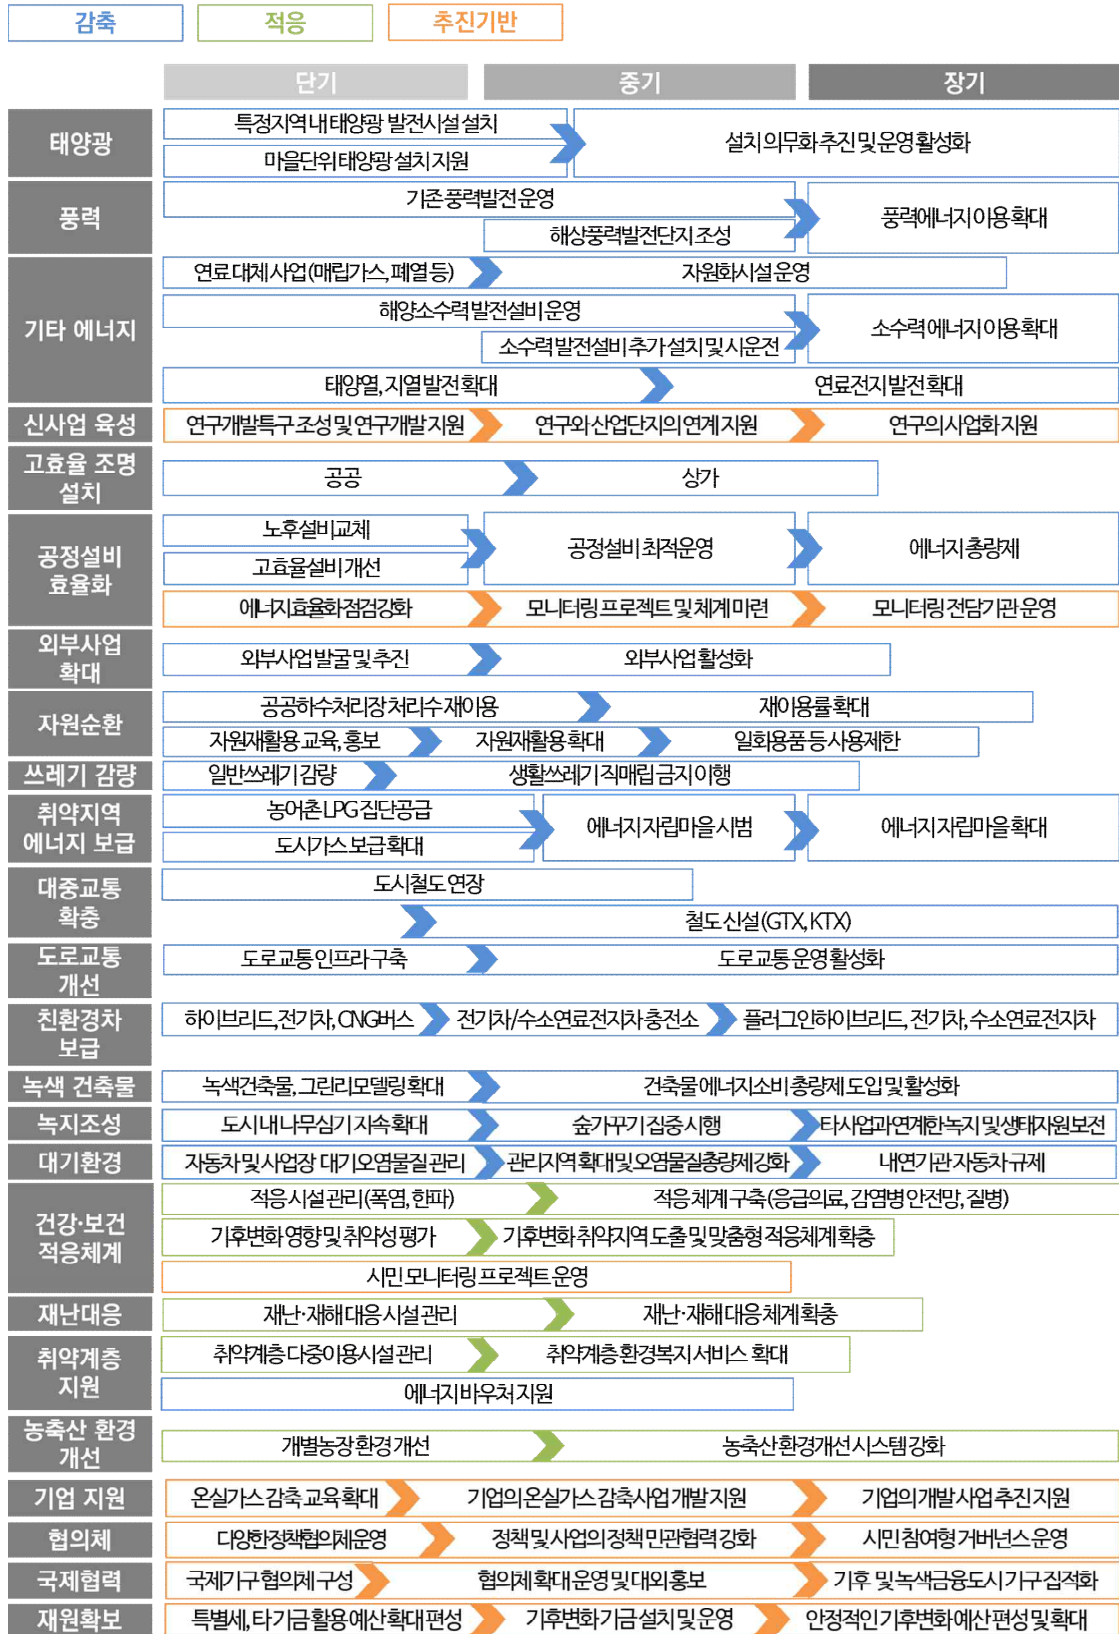 감축 적응 추진기반
단기 중기 장기
태양광
특정지역 내 태양광 발전시설 설치
마을단위 태양광 설치 지원
설치 의무화 추진 및 운영 활성화
풍력
기존 풍력발전 운영
해상풍력발전단지 조성
풍력에너지 이용 확대
기타 에너지
연료 대체 사업(매립가스, 폐열 등)
자원화시설 운영
해양소수력 발전설비 운영
소수력 발전설비 추가 설치 및 시운전
소수력 에너지 이용 확대
태양열, 지열 발전 확대
연료전지 발전 확대
신사업 육성
연구개발특구 조성 및 연구개발 지원
연구와 산업단지의 연계 지원
연구의 사업화 지원
고효율 조명
설치
공공
상가
공정설비
효율화
노후설비 교체
고효율설비 개선
공정설비 최적운영
에너지 총량제
에너지효율화 점검 강화
모니터링 프로젝트 및 체계 마련
모니터링 전담기관 운영
외부사업
확대
외부사업 발굴 및 추진
외부사업 활성화
자원순환
공공하수처리장 처리수 재이용
재이용률 확대
자원재활용 교육, 홍보
자원재활용 확대
일회용품 등 사용제한
쓰레기 감량
일반쓰레기 감량
생활쓰레기 직매립 금지 이행
취약지역
에너지 보급
농어촌 LPG 집단공급
도시가스 보급 확대
에너지 자립마을 시범
에너지 자립마을 확대
대중교통
확충
도시철도 연장
철도 신설(GTX, KTX)
도로교통
개선
도로교통 인프라 구축
도로교통 운영 활성화
친환경차
보급
하이브리드, 전기차, CNG버스
전기차/수소연료전지차 충전소
플러그인하이브리드, 전기차, 수소연료전지차
녹색 건축물
녹색건축물, 그린리모델링 확대
건축물 에너지소비 총량제 도입 및 활성화
녹지조성
도시 내 나무심기 지속 확대
숲가꾸기 집중 시행
타사업과 연계한 녹지 및 생태자원 보전
대기환경
자동차 및 사업장 대기오염물질 관리
관리지역 확대 및 오염물질총량제 강화
내연기관 자동차 규제
건강·보건
적응체계
적응 시설 관리(폭염, 한파)
적응 체계 구축(응급의료, 감염병 안전망, 질병)
기후변화 영향 및 취약성 평가
기후변화 취약지역 도출 및 맞춤형 적응체계 확충
시민 모니터링 프로젝트 운영
재난대응
재난·재해 대응 시설 관리
재난·재해 대응 체계 확충
취약계층
지원
취약계층 다중이용시설 관리
취약계층 환경복지 서비스 확대
에너지 바우처 지원
농축산 환경
개선
개별농장 환경 개선
농축산 환경개선 시스템 강화
기업 지원
온실가스 감축 교육 확대
기업의 온실가스 감축사업 개발 지원
기업의 개발 사업 추진 지원
협의체
다양한 정책협의체 운영
정책 및 사업의 정책 민관협력 강화
시민 참여형 거버넌스 운영
국제협력
국제기구 협의체 구성
협의체 확대 운영 및 대외 홍보
기후 및 녹색금융도시 기구 집적화
재원확보
특별세, 타 기금 활용 예산 확대 편성
기후변화 기금 설치 및 운영
안정적인 기후변화 예산 편성 및 확대